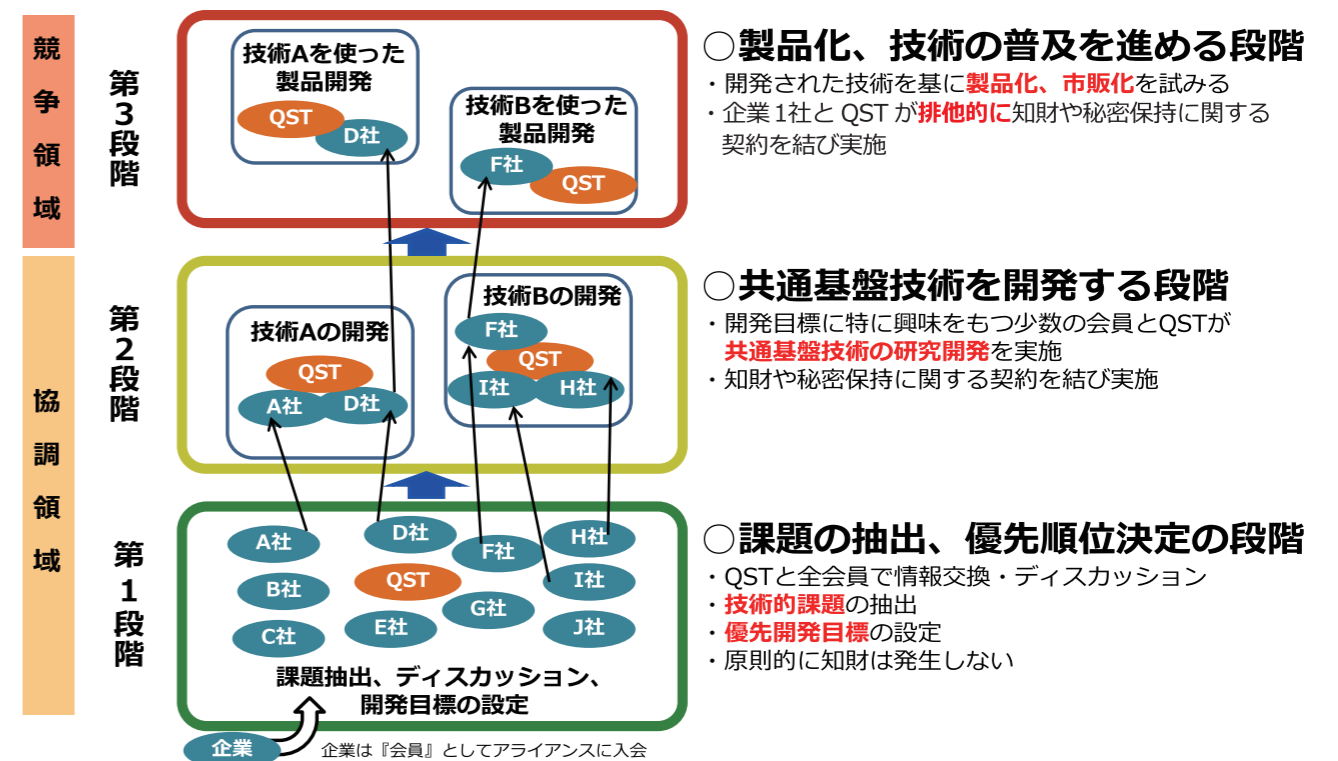 競争領域
第3段階
技術Aを使った
製品開発
QST
D社
技術Bを使った
製品開発
F社
QST
○製品化、技術の普及を進める段階
・開発された技術を基に製品化、市販化を試みる
・企業1社と QST が排他的に知財や秘密保持に関する
契約を結び実施
協調領域
第2段階
技術Aの開発
QST
A社
D社
技術Bの開発
F社
QST
I社
H社
○共通基盤技術を開発する段階
・開発目標に特に興味をもつ少数の会員とQSTが
共通基盤技術の研究開発を実施
・知財や秘密保持に関する契約を結び実施
第1段階
A社
D社
F社
H社
B社
QST
I社
G社
C社
E社
J社
課題抽出、ディスカッション、
開発目標の設定
○課題の抽出、優先順位決定の段階
・QSTと全会員で情報交換・ディスカッション
・技術的課題の抽出
・優先開発目標の設定
・原則的に知財は発生しない
企業
企業は『会員』としてアライアンスに入会